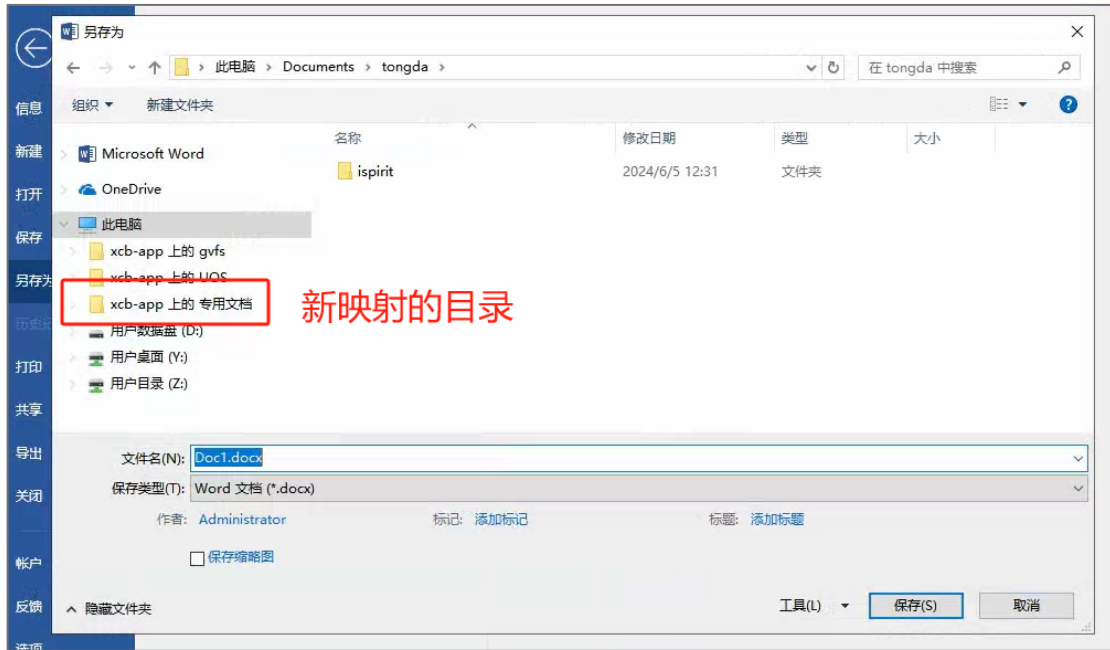 另存为
此电脑 › Documents › tongda ›
在 tongda 中搜索
组织 新建文件夹
信息
新建
打开
保存
另存为
打印
共享
导出
关闭
帐户
反馈
选项
Microsoft Word
OneDrive
此电脑
xcb-app 上的 gvfs
xcb-app 上的 UOS
xcb-app 上的 专用文档
用户数据盘 (D:)
用户桌面 (Y:)
用户目录 (Z:)
名称 修改日期 类型 大小
ispirit 2024/6/5 12:31 文件夹
新映射的目录
文件名(N): Doc1.docx
保存类型(T): Word 文档 (*.docx)
作者: Administrator 标记: 添加标记 标题: 添加标题
保存缩略图
隐藏文件夹 工具(L) 保存(S) 取消